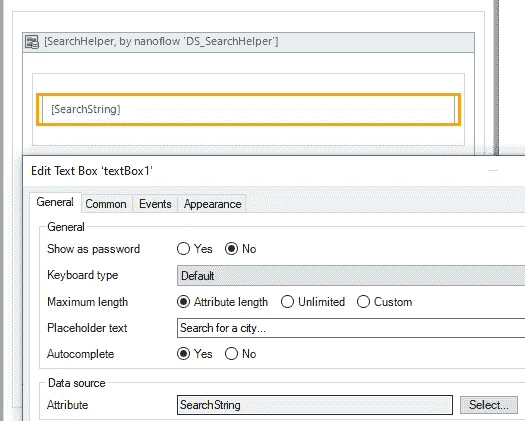 [SearchHelper, by nanoflow 'DS_SearchHelper']
[SearchString]
Edit Text Box 'textBox1'
General Common Events Appearance
General
Show as password Yes No
Keyboard type Default
Maximum length Attribute length Unlimited Custom
Placeholder text Search for a city...
Autocomplete Yes No
Data source
Attribute SearchString Select...